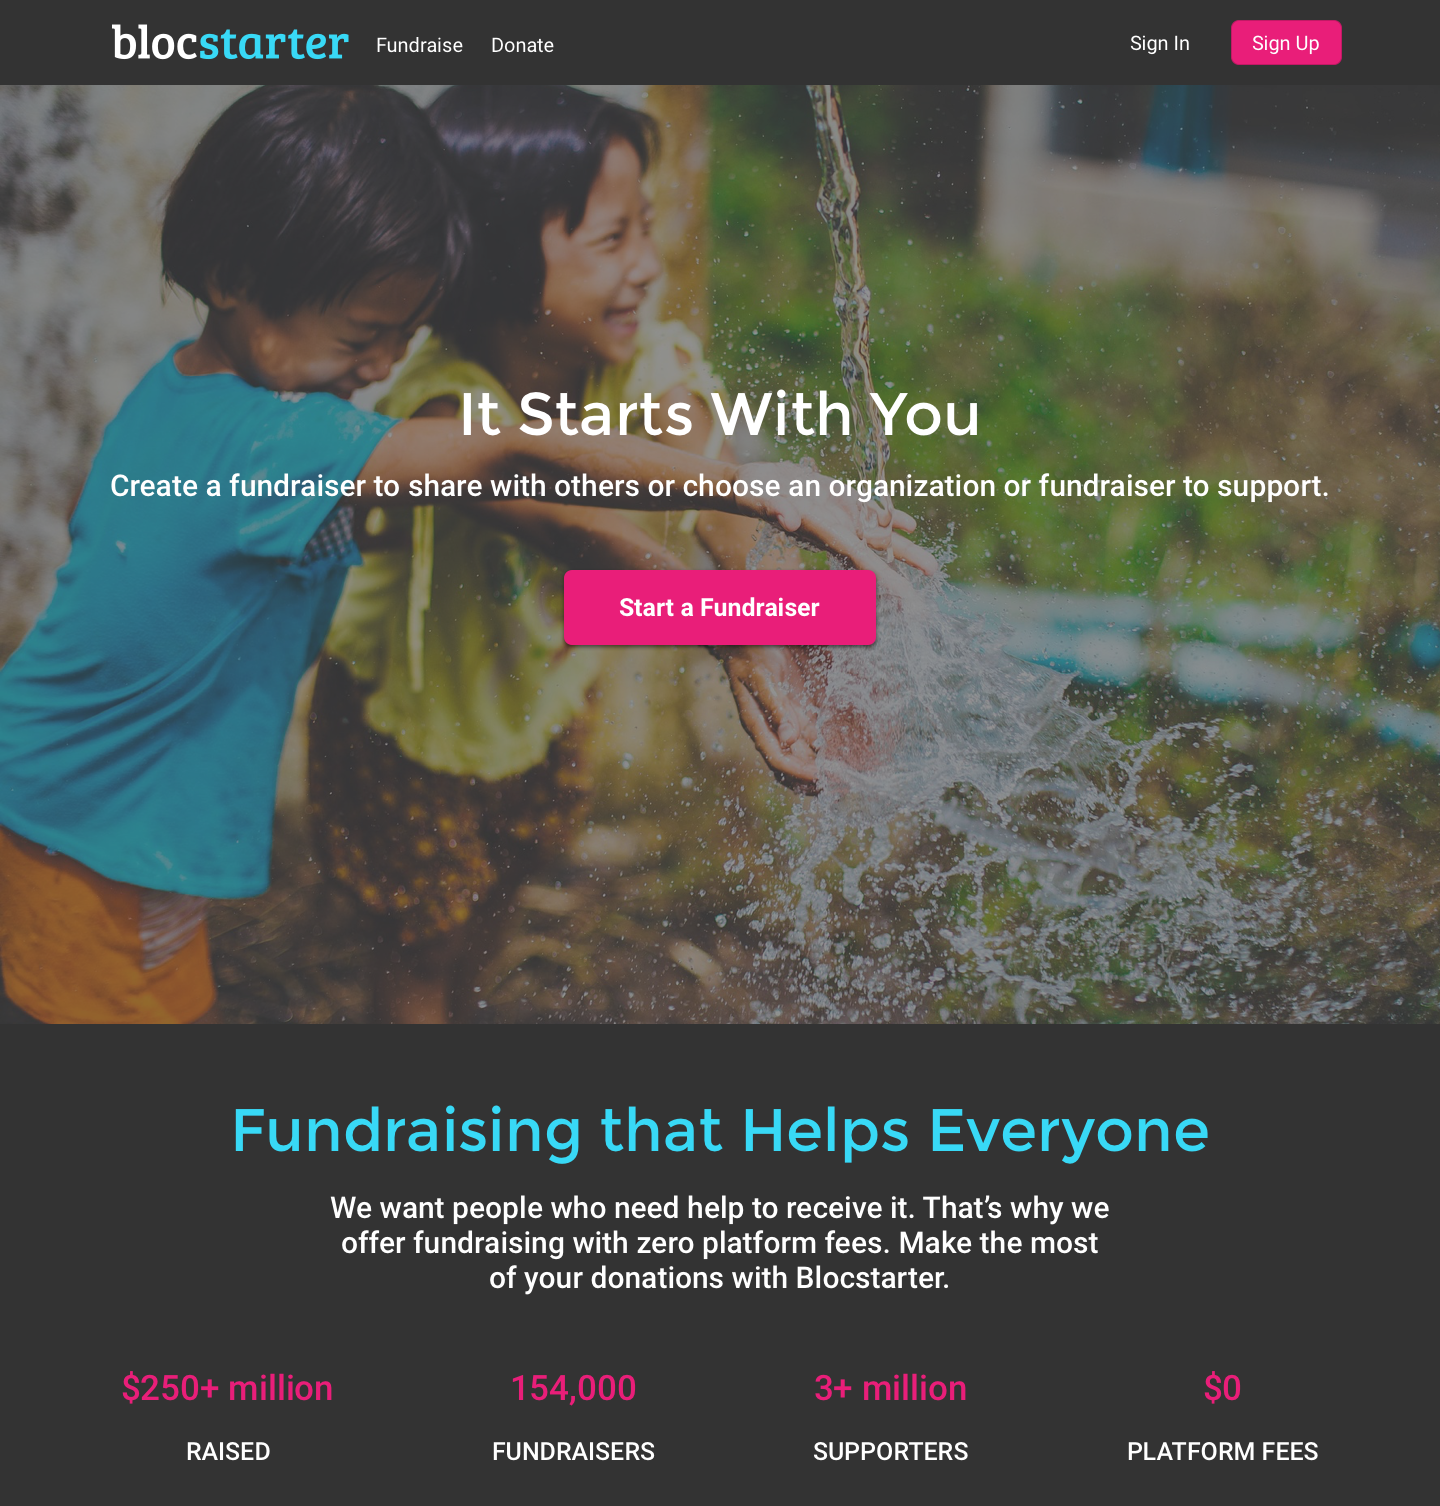 blocstarter Fundraise Donate Sign In Sign Up
It Starts With You
Create a fundraiser to share with others or choose an organization or fundraiser to support.
Start a Fundraiser
Fundraising that Helps Everyone
We want people who need help to receive it. That’s why we
offer fundraising with zero platform fees. Make the most
of your donations with Blocstarter.
$250+ million 154,000 3+ million $0
RAISED FUNDRAISERS SUPPORTERS PLATFORM FEES